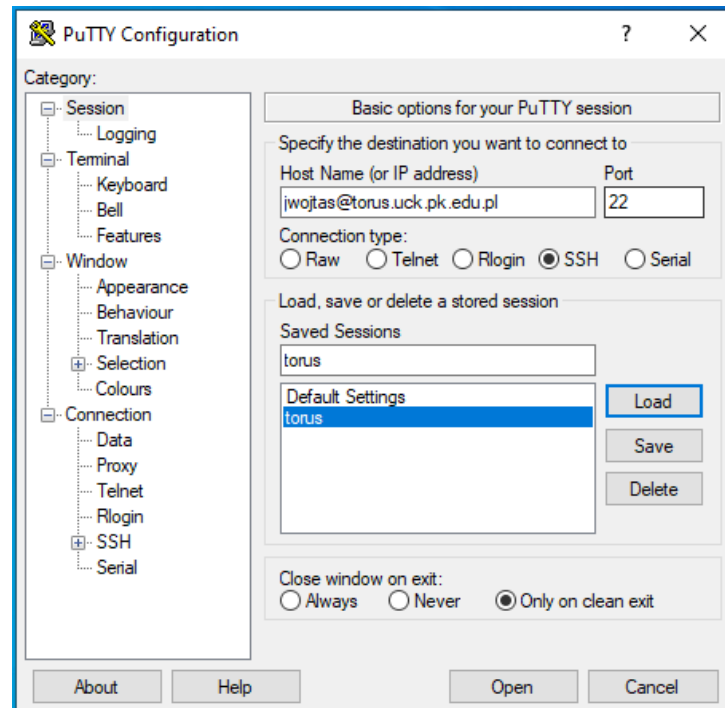 PuTTY Configuration
?
Category:
Session
Logging
Terminal
Keyboard
Bell
Features
Window
Appearance
Behaviour
Translation
Selection
Colours
Connection
Data
Proxy
Telnet
Rlogin
SSH
Serial
Basic options for your PuTTY session
Specify the destination you want to connect to
Host Name (or IP address) Port
jwojtas@torus.uck.pk.edu.pl 22
Connection type:
Raw Telnet Rlogin SSH Serial
Load, save or delete a stored session
Saved Sessions
torus
Default Settings
torus
Load
Save
Delete
Close window on exit:
Always Never Only on clean exit
About Help Open Cancel